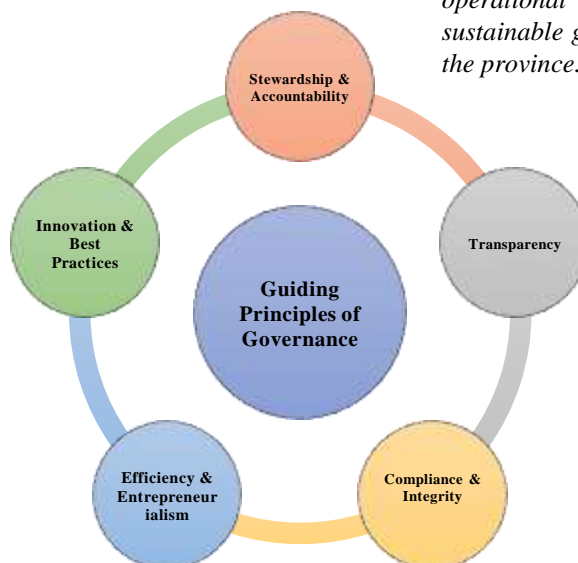 operational
sustainable g
the province.
Stewardship &
Accountability
Transparency
Compliance &
Integrity
Efficiency &
Entrepreneur
ialism
Innovation &
Best
Practices
Guiding
Principles of
Governance